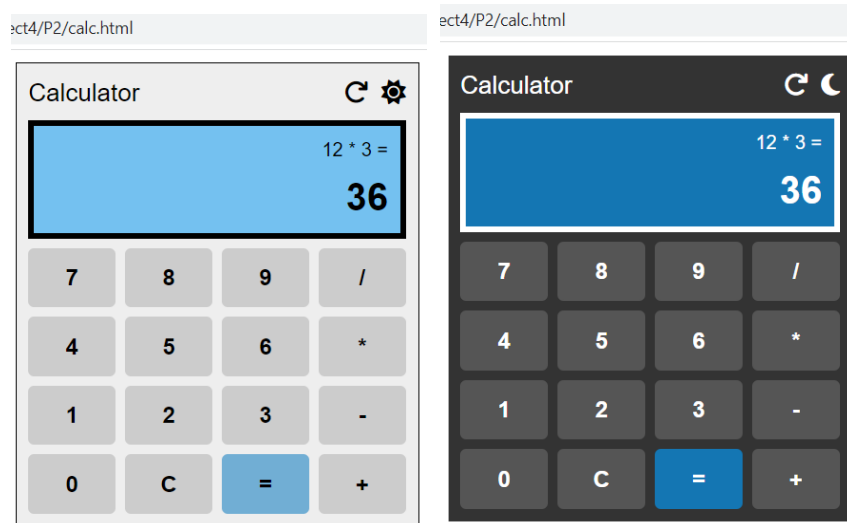 ect4/P2/calc.html
Calculator
12 * 3 =
36
7 8 9 /
4 5 6 *
1 2 3 -
0 C = +
ect4/P2/calc.html
Calculator
12 * 3 =
36
7 8 9 /
4 5 6 *
1 2 3 -
0 C = +